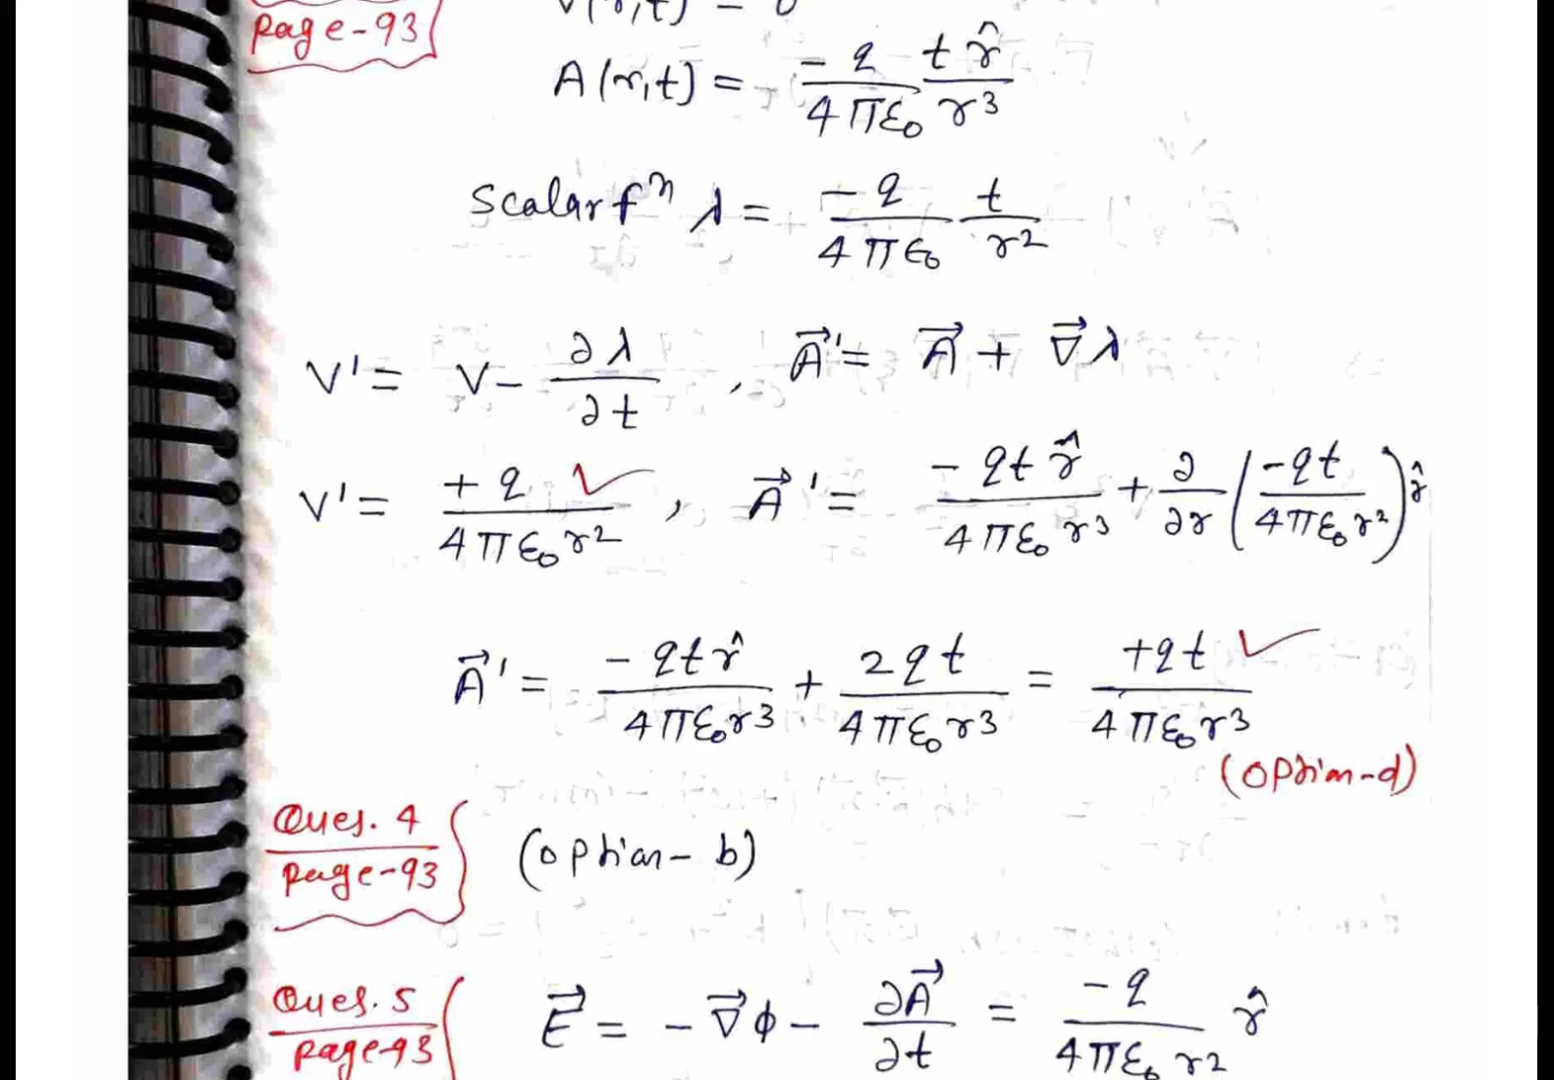 Page-93
V(r,t) = 0
A(r,t) = -q/4πε₀ t r̂/r³
Scalar fⁿ λ = -q/4πε₀ t/r²
V' = V - ∂λ/∂t , A⃗' = A⃗ + ∇⃗λ
V' = +q/4πε₀r² ✓ , A⃗' = -qt r̂/4πε₀r³ + ∂/∂r (-qt/4πε₀r²) r̂
A⃗' = -qt r̂/4πε₀r³ + 2qt/4πε₀r³ = +qt/4πε₀r³ ✓
(option-d)
Ques. 4
Page-93
(option-b)
Ques. 5
Page-93
E⃗ = -∇⃗φ - ∂A⃗/∂t = -q/4πε₀r² r̂